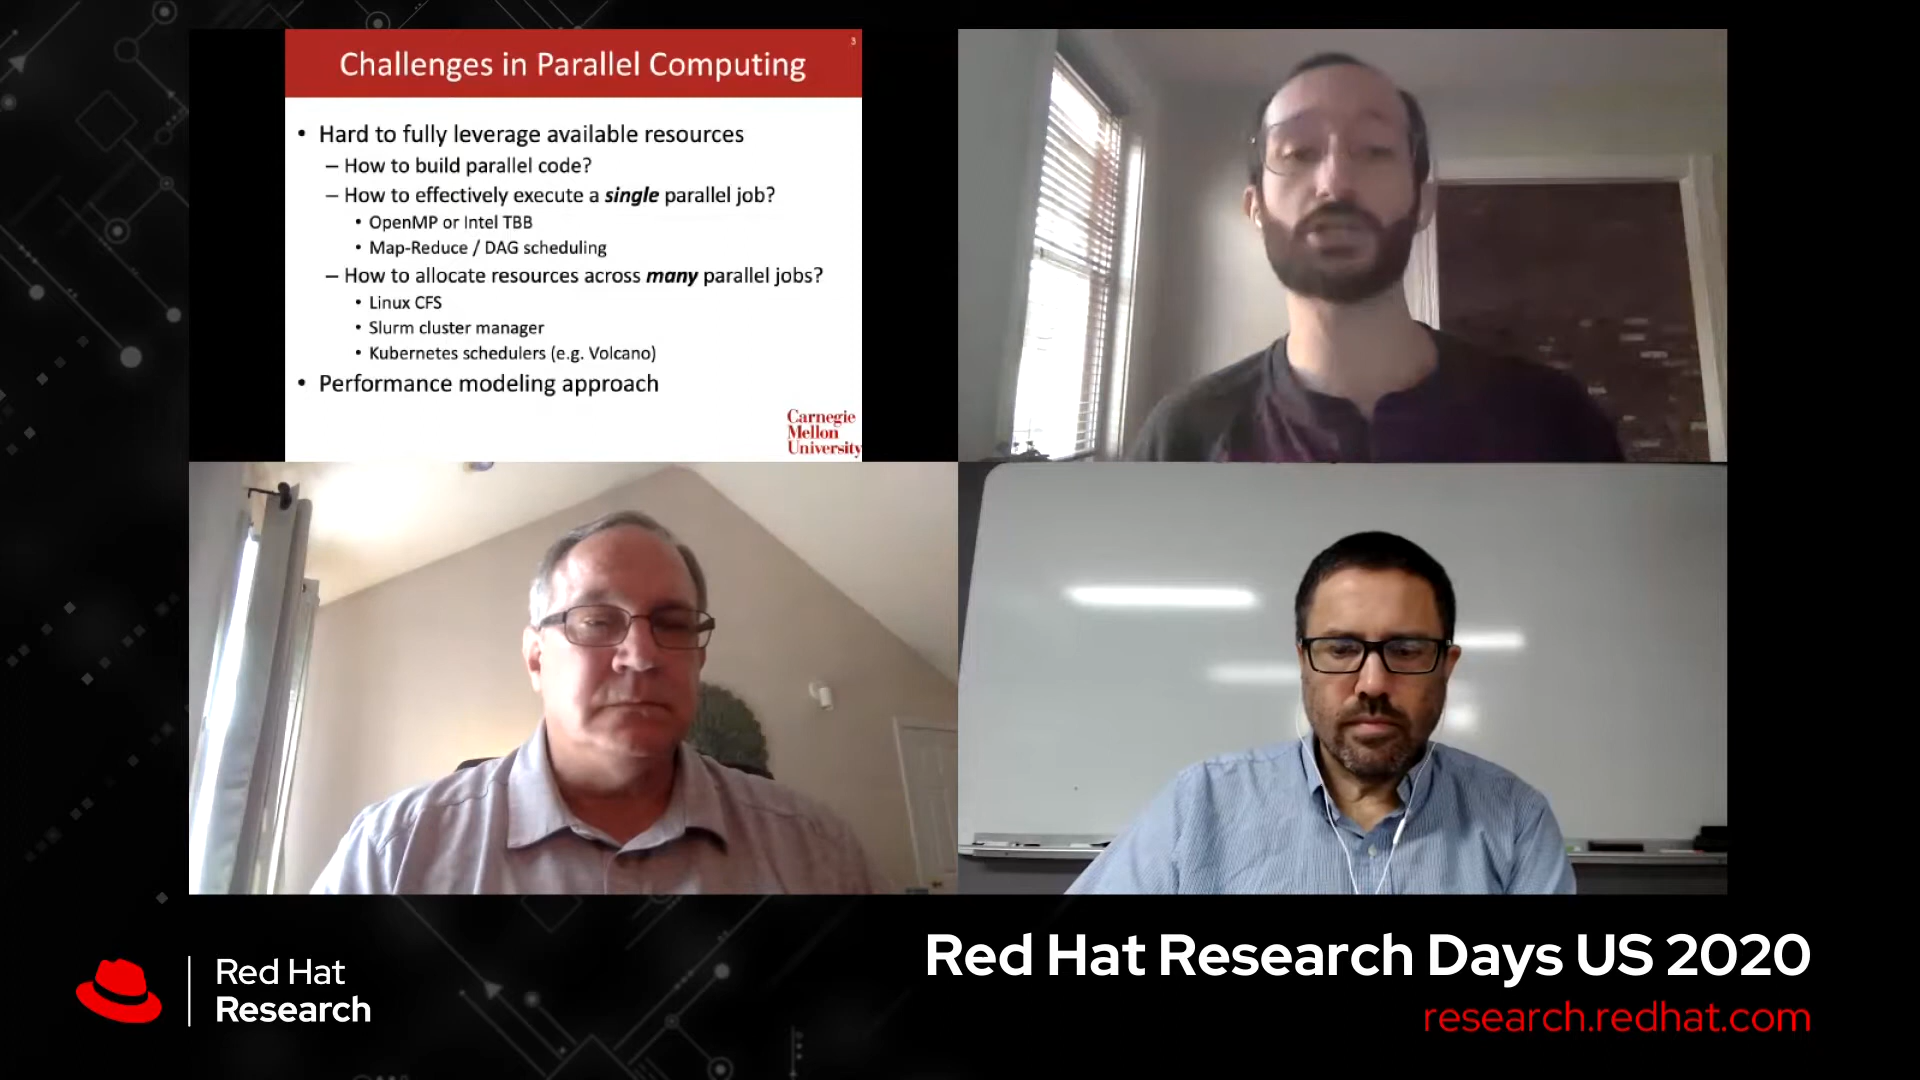 3
Challenges in Parallel Computing
• Hard to fully leverage available resources
– How to build parallel code?
– How to effectively execute a single parallel job?
• OpenMP or Intel TBB
• Map-Reduce / DAG scheduling
– How to allocate resources across many parallel jobs?
• Linux CFS
• Slurm cluster manager
• Kubernetes schedulers (e.g. Volcano)
• Performance modeling approach
Carnegie
Mellon
University
Red Hat
Research
Red Hat Research Days US 2020
research.redhat.com